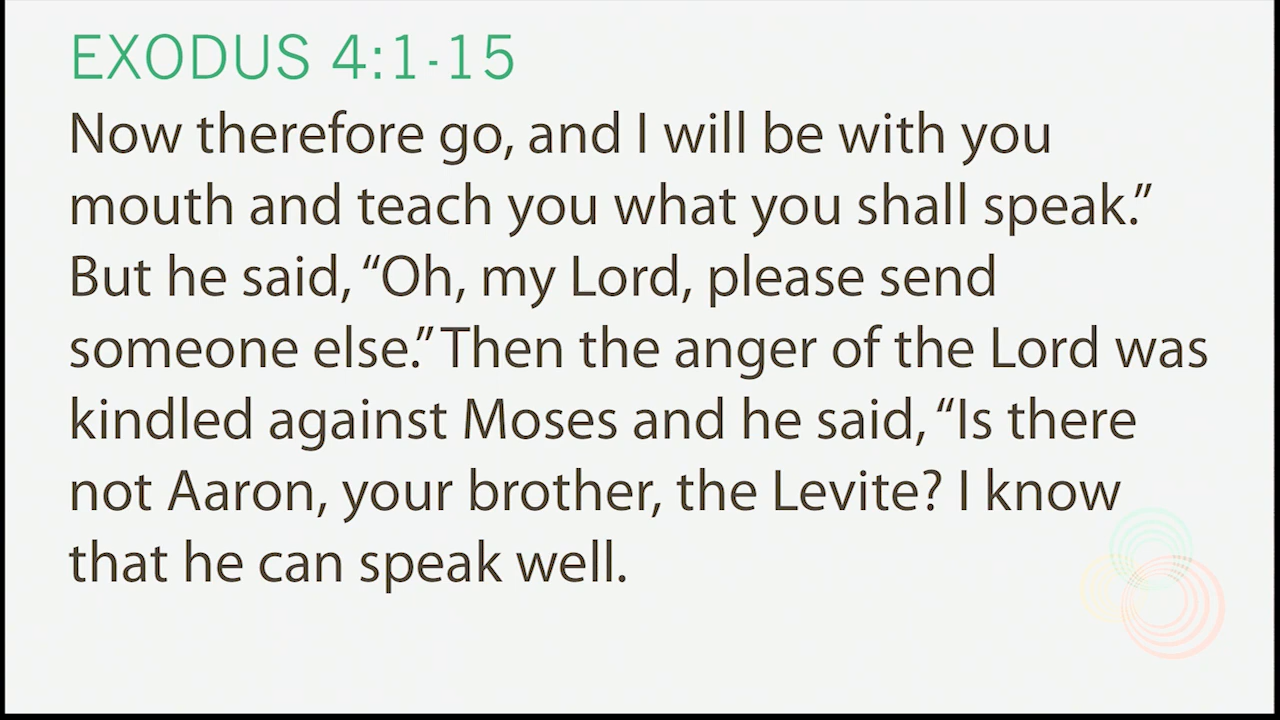 EXODUS 4:1-15
Now therefore go, and I will be with you
mouth and teach you what you shall speak.”
But he said, “Oh, my Lord, please send
someone else.” Then the anger of the Lord was
kindled against Moses and he said, “Is there
not Aaron, your brother, the Levite? I know
that he can speak well.